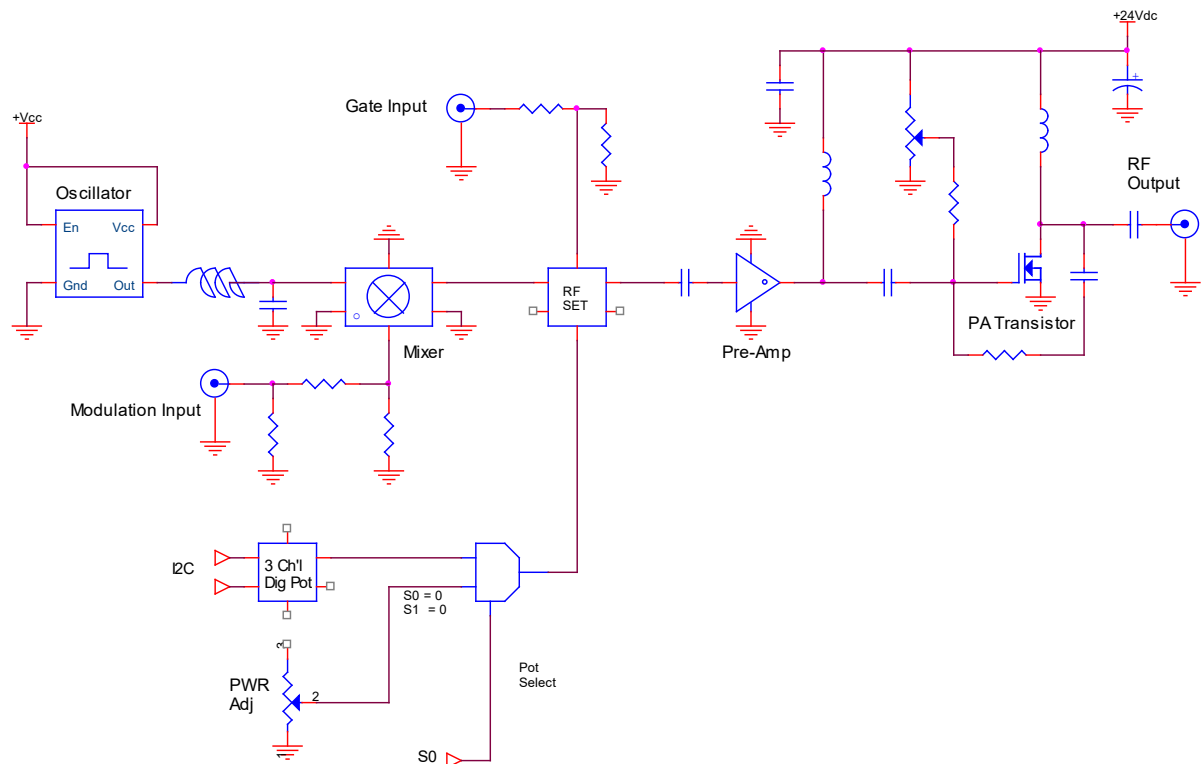 +24Vdc
Gate Input
+Vcc
RF
Output
Oscillator
En
Vcc
Gnd
Out
RF
SET
PA Transistor
Mixer
Pre-Amp
Modulation Input
I2C
3 Ch'l
Dig Pot
S0 = 0
S1 = 0
3
Pot
Select
PWR
Adj
2
1
S0